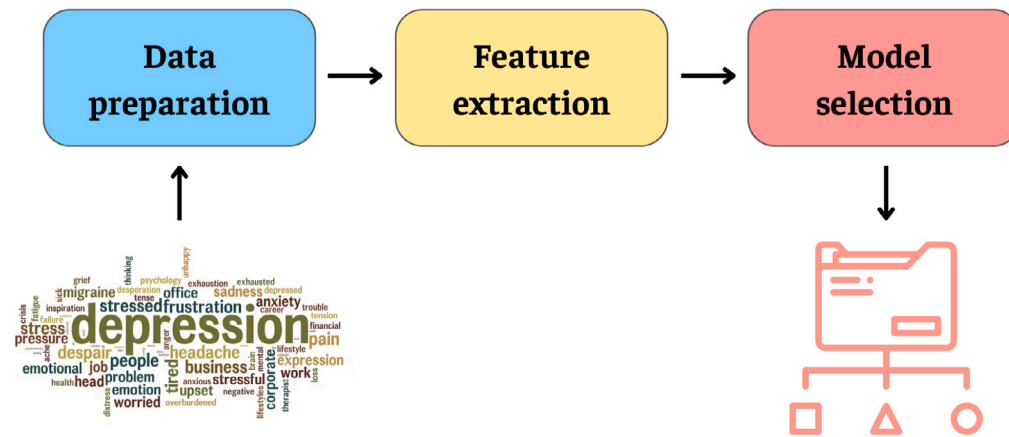 Data
preparation
Feature
extraction
Model
selection
grief
thinking
unhappy
psychology
exhaustion
exhausted
sick
migraine
desperation
office
sadness
depressed
crisis
fatigue
inspiration
tense
stressed
frustration
anxiety
trouble
career
failure
tension
stress
depression
financial
pressure
anger
pain
ache
despair
people
headache
brain
mental
lifestyle
expression
emotional
job
tired
business
corporate
work
loss
health
head
problem
anxious
stressful
therapist
distress
emotion
upset
negative
lifestyles
worried
overburdened